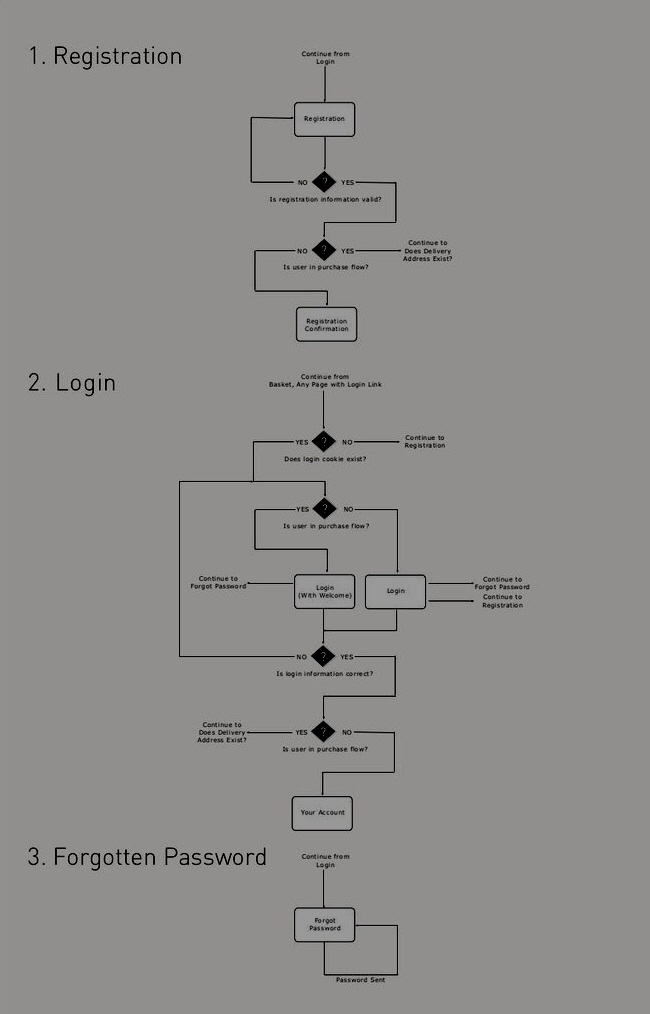 1. Registration
Continue from
Login
Registration
NO ? YES
Is registration information valid?
NO ? YES
Continue to
Does Delivery
Address Exist?
Is user in purchase flow?
Registration
Confirmation
2. Login
Continue from
Basket, Any Page with Login Link
YES ? NO
Continue to
Registration
Does login cookie exist?
YES ? NO
Is user in purchase flow?
Continue to
Forgot Password
Login
(With Welcome)
Login
Continue to
Forgot Password
Continue to
Registration
NO ? YES
Is login information correct?
Continue to
Does Delivery
Address Exist?
YES ? NO
Is user in purchase flow?
Your Account
3. Forgotten Password
Continue from
Login
Forgot
Password
Password Sent